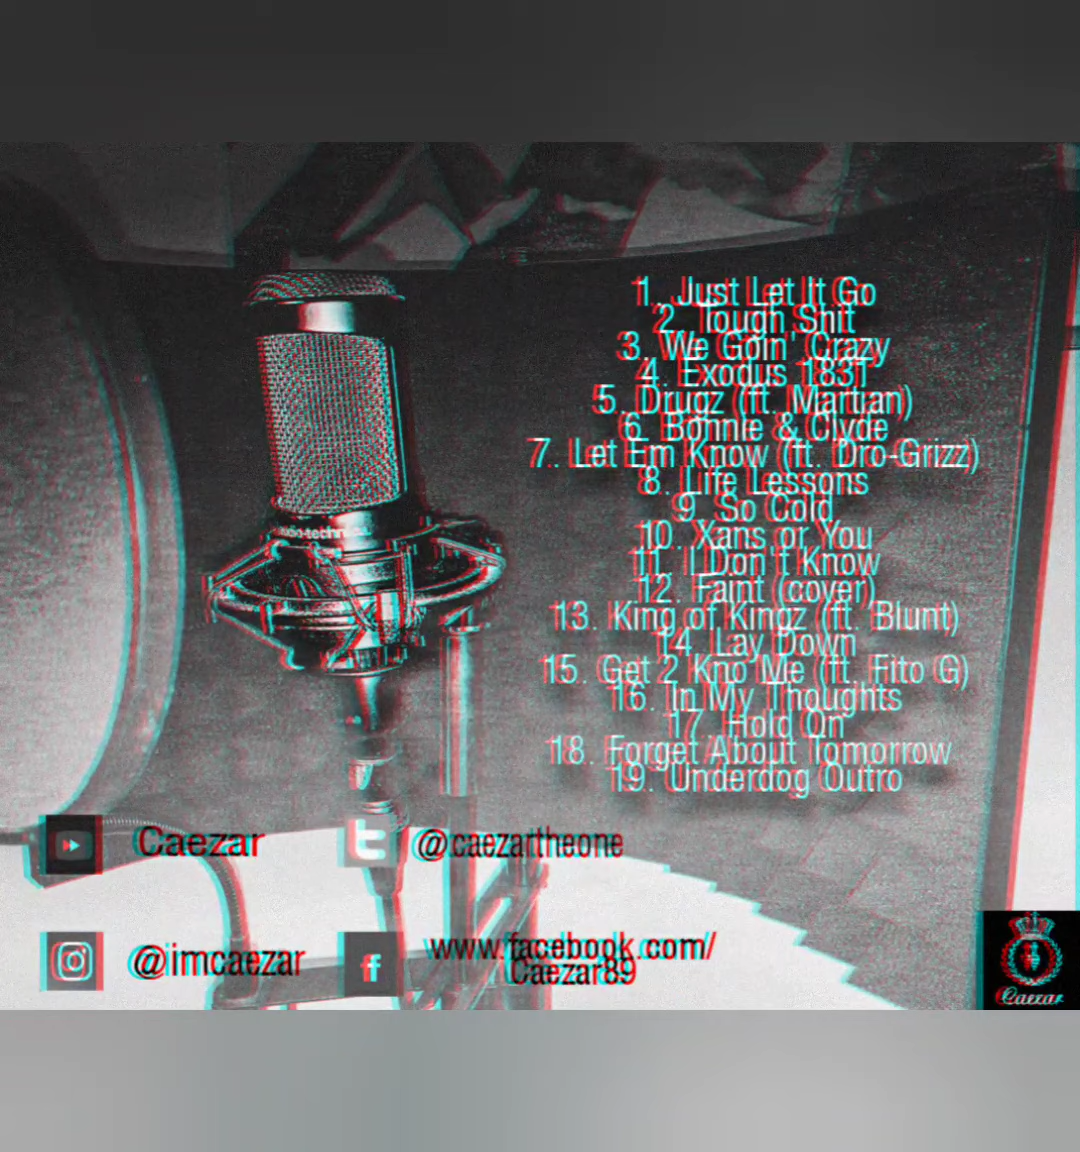 1. Just Let It Go
2. Tough Shit
3. We Goin' Crazy
4. Exodus 1831
5. Drugz (ft. Martian)
6. Bonnie & Clyde
7. Let Em Know (ft. Dro-Grizz)
8. Life Lessons
9. So Cold
10. Xans or You
11. I Don't Know
12. Faint (cover)
13. King of Kingz (ft. Blunt)
14. Lay Down
15. Get 2 Kno Me (ft. Fito G)
16. In My Thoughts
17. Hold On
18. Forget About Tomorrow
19. Underdog Outro
audio-technica
Caezar
@caezartheone
@imcaezar
www.facebook.com/
Caezar89
Caezar